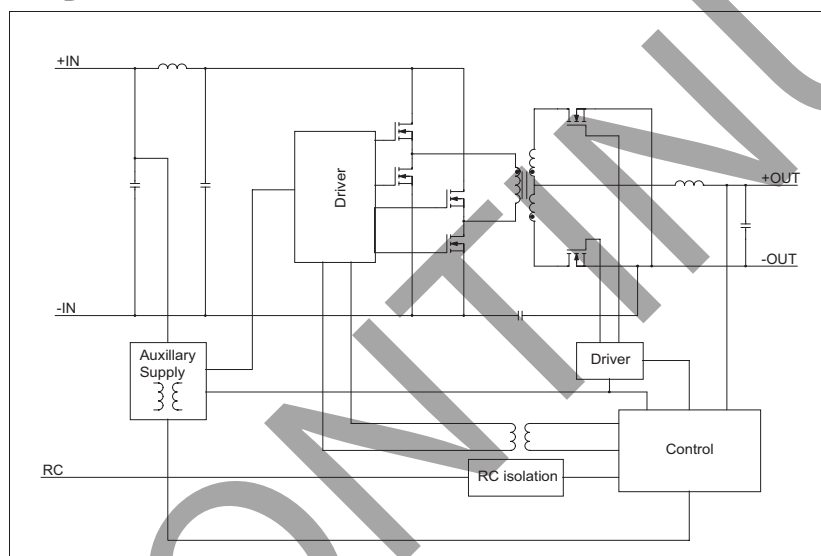 +IN
Driver
+OUT
-OUT
-IN
Auxillary
Supply
Driver
Control
RC
RC isolation